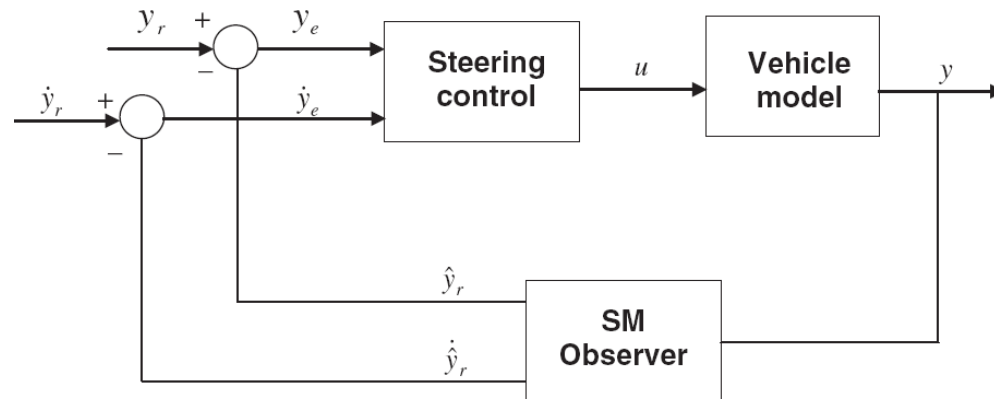 y_r + y_e
−
Steering
control
u
Vehicle
model
y
ẏ_r + ẏ_e
−
ŷ_r
SM
Observer
ŷ̇_r